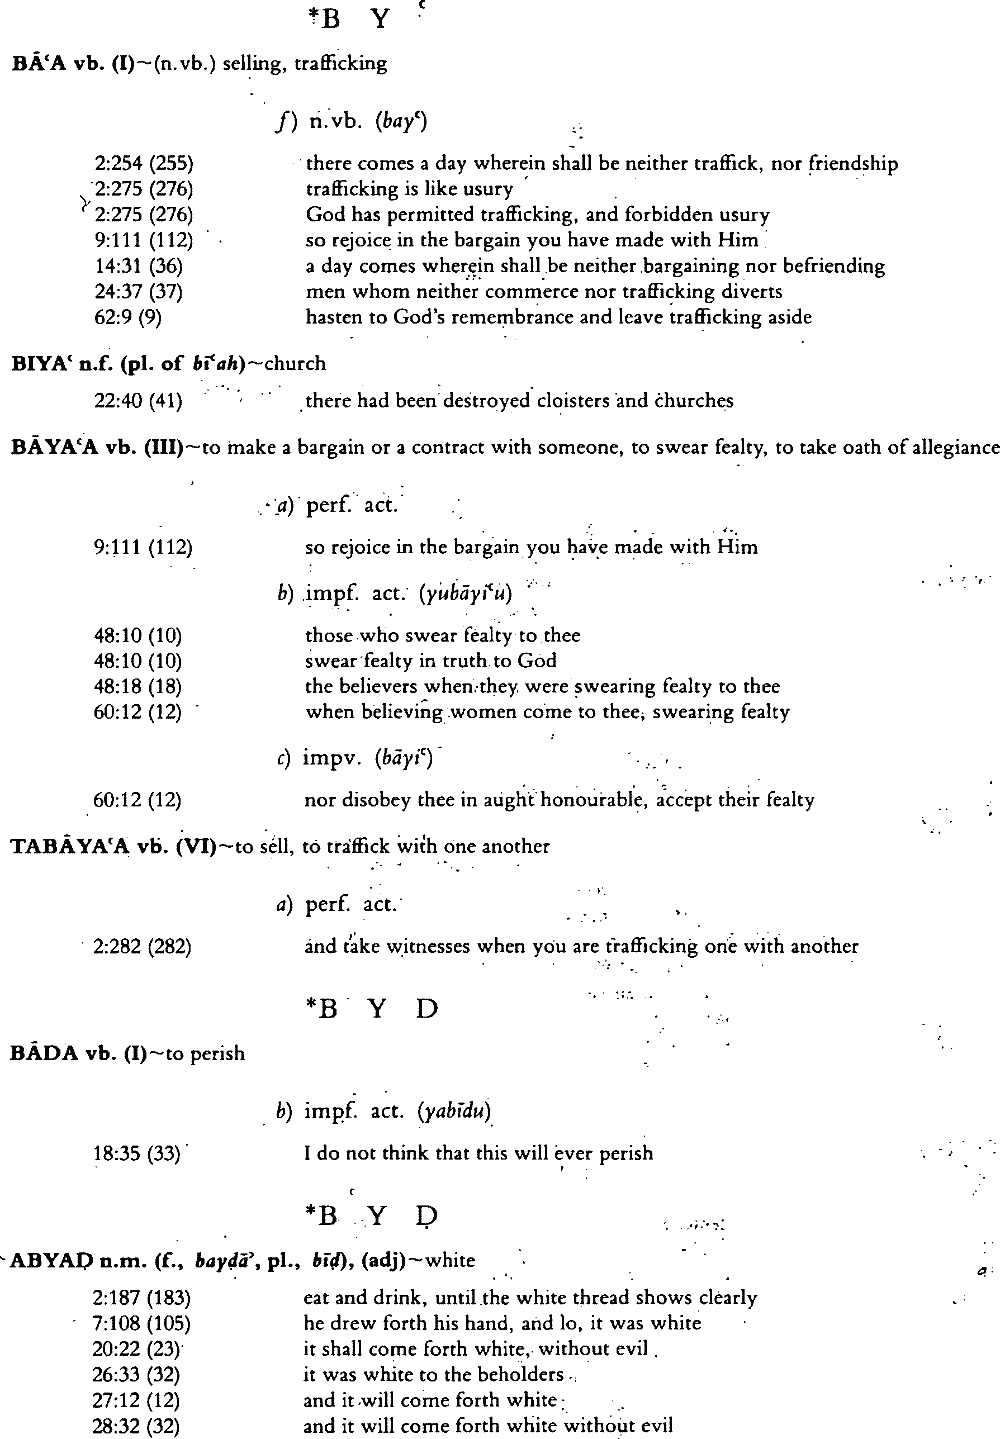 *B Y ʿ
BĀʿA vb. (I)~(n.vb.) selling, trafficking
f) n.vb. (bayʿ)
2:254 (255) there comes a day wherein shall be neither traffick, nor friendship
2:275 (276) trafficking is like usury
2:275 (276) God has permitted trafficking, and forbidden usury
9:111 (112) so rejoice in the bargain you have made with Him
14:31 (36) a day comes wherein shall be neither bargaining nor befriending
24:37 (37) men whom neither commerce nor trafficking diverts
62:9 (9) hasten to God's remembrance and leave trafficking aside
BIYAʿ n.f. (pl. of bīʿah)~church
22:40 (41) there had been destroyed cloisters and churches
BĀYAʿA vb. (III)~to make a bargain or a contract with someone, to swear fealty, to take oath of allegiance
a) perf. act.
9:111 (112) so rejoice in the bargain you have made with Him
b) impf. act. (yubāyiʿu)
48:10 (10) those who swear fealty to thee
48:10 (10) swear fealty in truth to God
48:18 (18) the believers when they were swearing fealty to thee
60:12 (12) when believing women come to thee, swearing fealty
c) impv. (bāyiʿ)
60:12 (12) nor disobey thee in aught honourable, accept their fealty
TABĀYAʿA vb. (VI)~to sell, to traffick with one another
a) perf. act.
2:282 (282) and take witnesses when you are trafficking one with another
*B Y D
BĀDA vb. (I)~to perish
b) impf. act. (yabīdu)
18:35 (33) I do not think that this will ever perish
*B Y Ḍ
ABYAḌ n.m. (f., bayḍāʾ, pl., bīḍ), (adj)~white
2:187 (183) eat and drink, until the white thread shows clearly
7:108 (105) he drew forth his hand, and lo, it was white
20:22 (23) it shall come forth white, without evil
26:33 (32) it was white to the beholders
27:12 (12) and it will come forth white
28:32 (32) and it will come forth white without evil